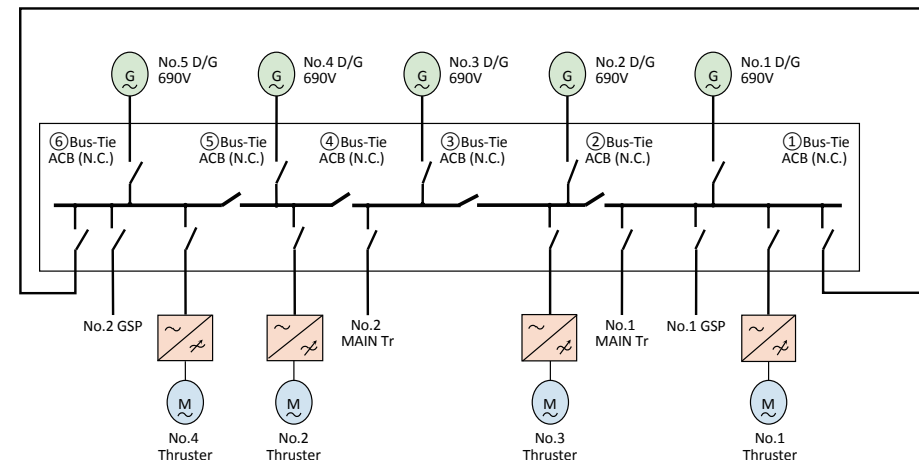 No.5 D/G
690V
G
No.4 D/G
690V
G
No.3 D/G
690V
G
No.2 D/G
690V
G
No.1 D/G
690V
G
⑥Bus-Tie
ACB (N.C.)
⑤Bus-Tie
ACB (N.C.)
④Bus-Tie
ACB (N.C.)
③Bus-Tie
ACB (N.C.)
②Bus-Tie
ACB (N.C.)
①Bus-Tie
ACB (N.C.)
No.2 GSP
No.2
MAIN Tr
No.1
MAIN Tr
No.1 GSP
M
No.4
Thruster
M
No.2
Thruster
M
No.3
Thruster
M
No.1
Thruster